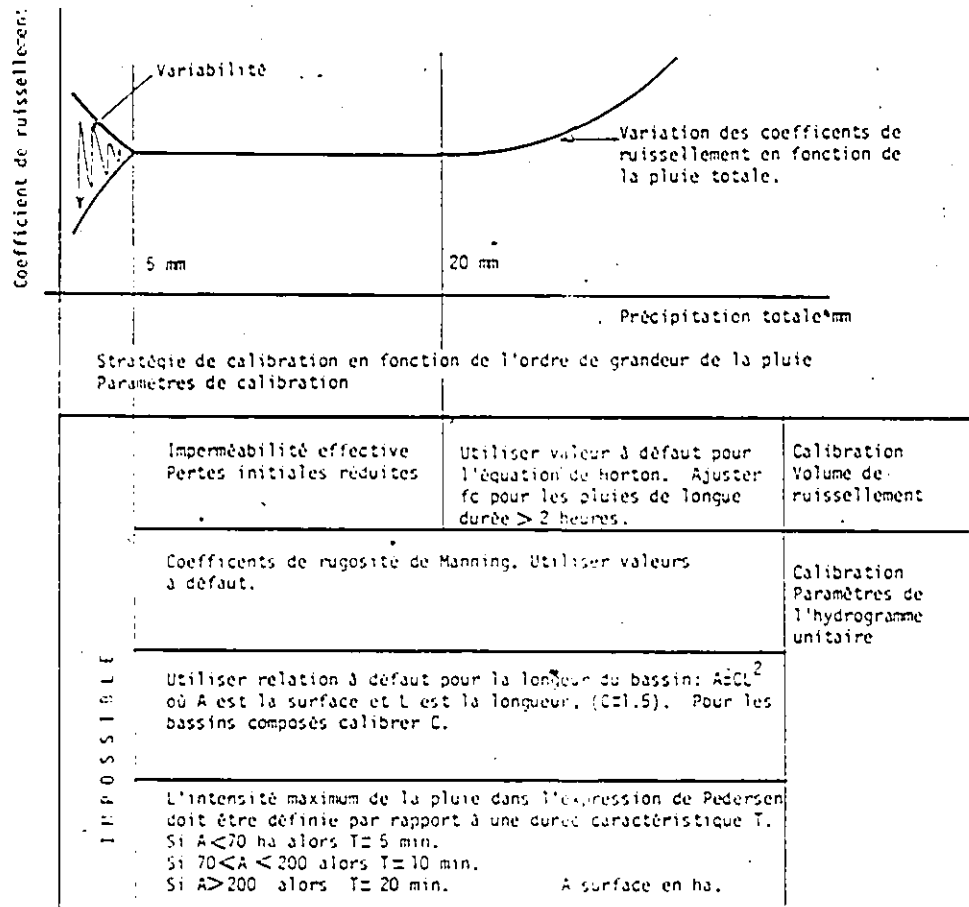 Coefficient de ruissellement
Variabilité
Variation des coefficents de
ruissellement en fonction de
la pluie totale.
5 mm
20 mm
Précipitation totale mm
Stratégie de calibration en fonction de l'ordre de grandeur de la pluie
Paramètres de calibration
Imperméabilité effective
Pertes initiales réduites
Utiliser valeur à défaut pour
l'équation de Horton. Ajuster
fc pour les pluies de longue
durée > 2 heures.
Calibration
Volume de
ruissellement
Coefficents de rugosité de Manning. Utiliser valeurs
à défaut.
Calibration
Paramètres de
l'hydrogramme
unitaire
IMPOSSIBLE
Utiliser relation à défaut pour la longueur du bassin: A=CL²
où A est la surface et L est la longueur. (C=1.5). Pour les
bassins composés calibrer C.
L'intensité maximum de la pluie dans l'expression de Pedersen
doit être définie par rapport à une durée caractéristique T.
Si A<70 ha alors T= 5 min.
Si 70<A < 200 alors T=10 min.
Si A>200 alors T= 20 min.
A surface en ha.